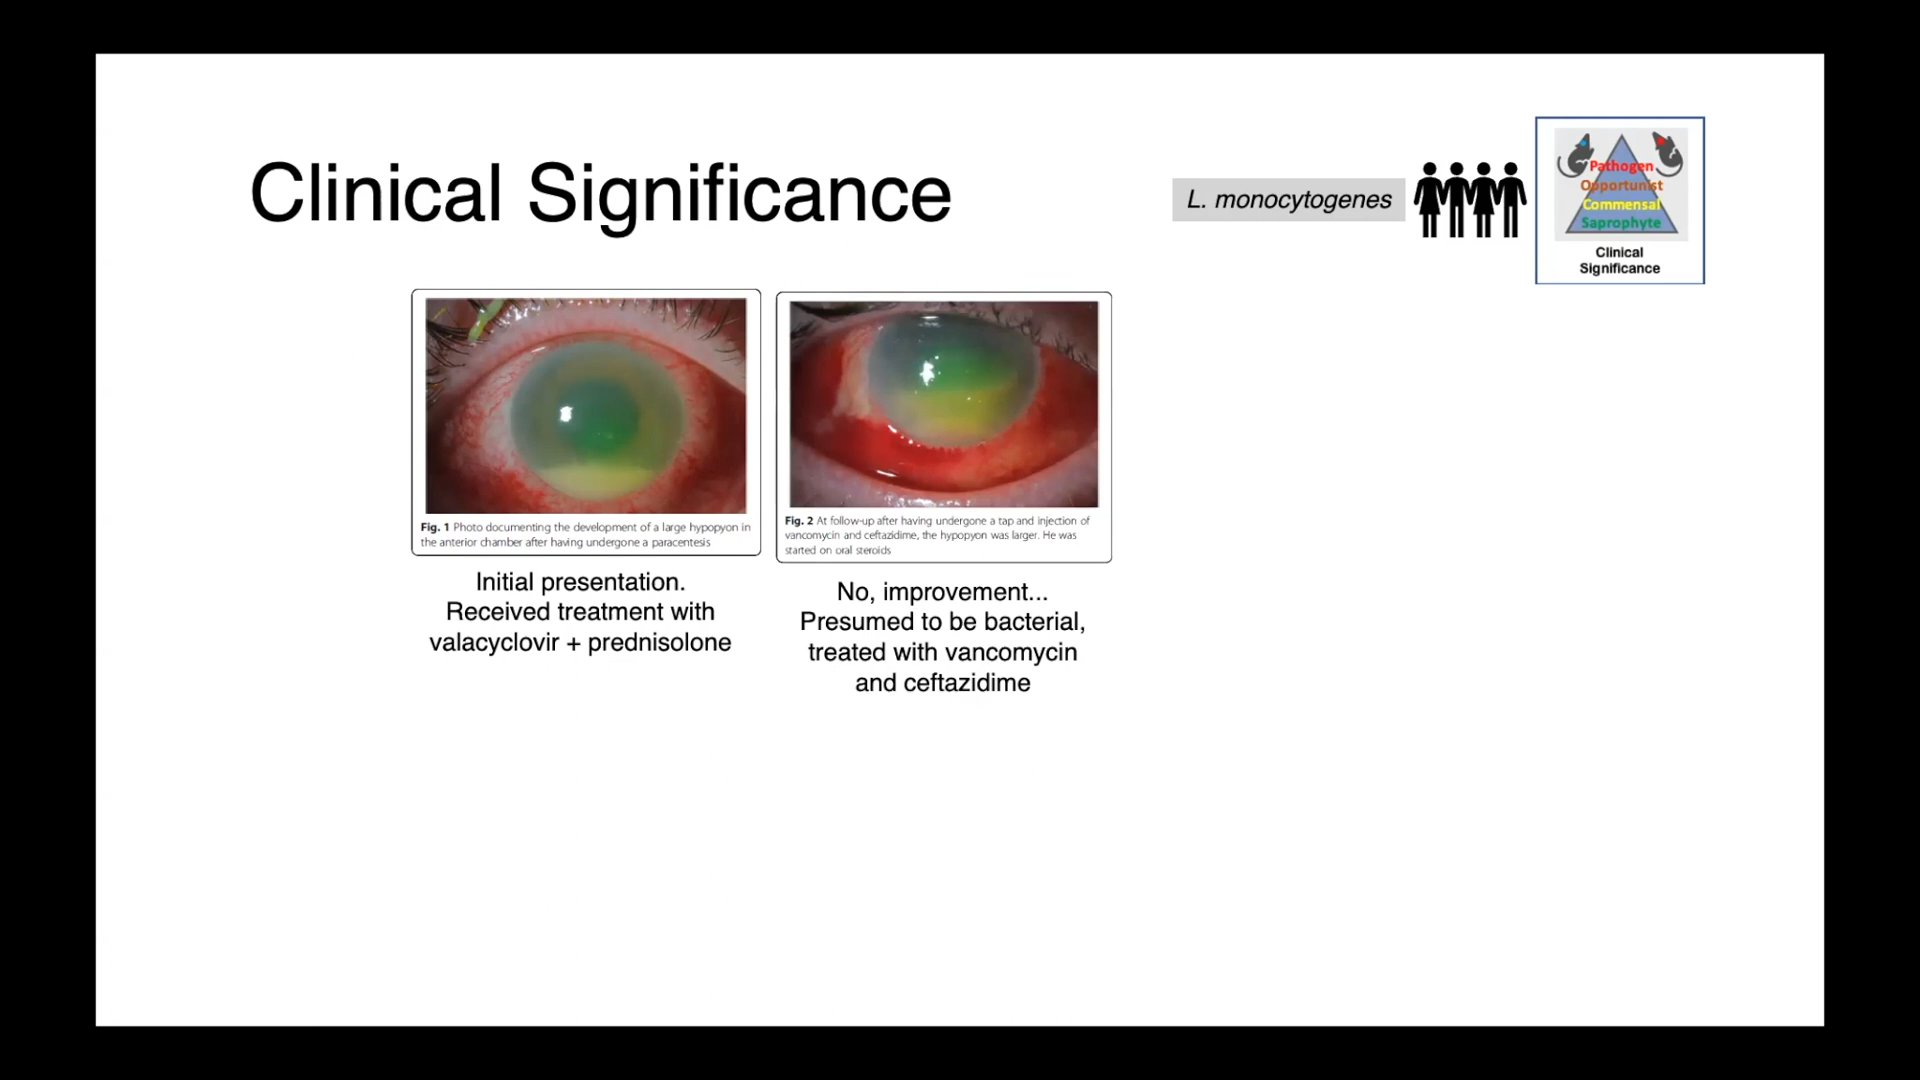 Clinical Significance
L. monocytogenes
Pathogen
Opportunist
Commensal
Saprophyte
Clinical
Significance
Fig. 1 Photo documenting the development of a large hypopyon in
the anterior chamber after having undergone a paracentesis
Fig. 2 At follow-up after having undergone a tap and injection of
vancomycin and ceftazidime, the hypopyon was larger. He was
started on oral steroids
Initial presentation.
Received treatment with
valacyclovir + prednisolone
No, improvement...
Presumed to be bacterial,
treated with vancomycin
and ceftazidime